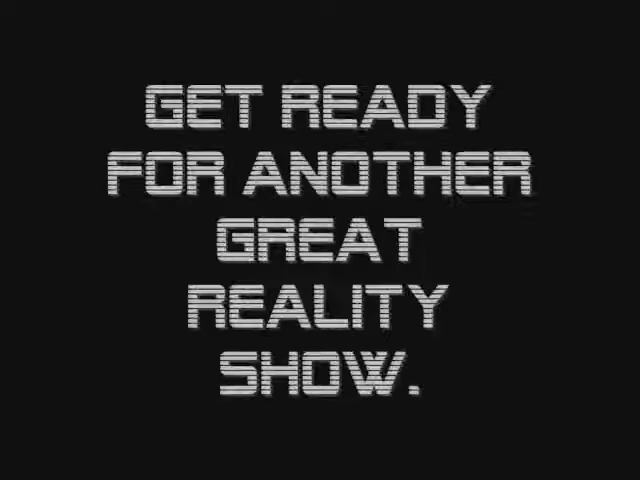 GET READY
FOR ANOTHER
GREAT
REALITY
SHOW.